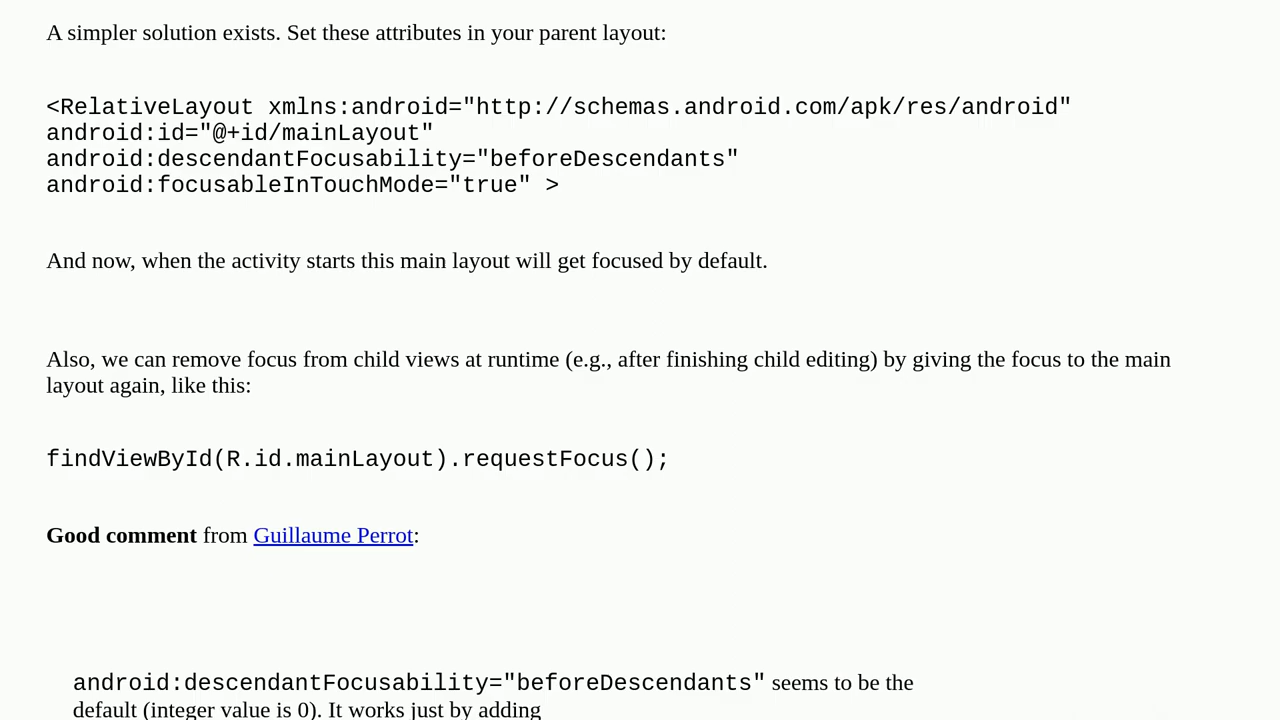 A simpler solution exists. Set these attributes in your parent layout:
<RelativeLayout xmlns:android="http://schemas.android.com/apk/res/android"
android:id="@+id/mainLayout"
android:descendantFocusability="beforeDescendants"
android:focusableInTouchMode="true" >
And now, when the activity starts this main layout will get focused by default.
Also, we can remove focus from child views at runtime (e.g., after finishing child editing) by giving the focus to the main
layout again, like this:
findViewById(R.id.mainLayout).requestFocus();
Good comment from Guillaume Perrot:
android:descendantFocusability="beforeDescendants" seems to be the
default (integer value is 0). It works just by adding